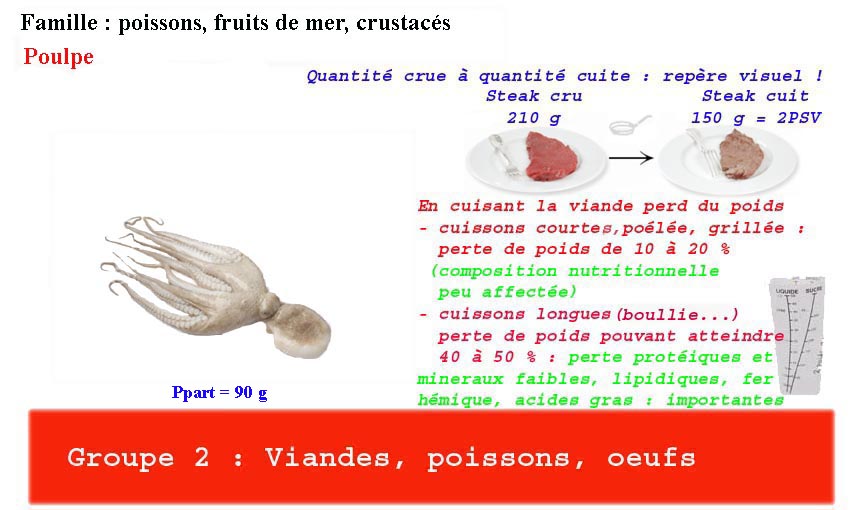 Famille : poissons, fruits de mer, crustacés
Poulpe
Quantité crue à quantité cuite : repère visuel !
Steak cru
Steak cuit
210 g
150 g = 2PSV
En cuisant la viande perd du poids
- cuissons courtes,poélée, grillée :
perte de poids de 10 à 20 %
(composition nutritionnelle
peu affectée)
- cuissons longues(boullie...)
perte de poids pouvant atteindre
40 à 50 % : perte protéiques et
mineraux faibles, lipidiques, fer
hémique, acides gras : importantes
LIQUIDE SUCRE
Ppart = 90 g
Groupe 2 : Viandes, poissons, oeufs